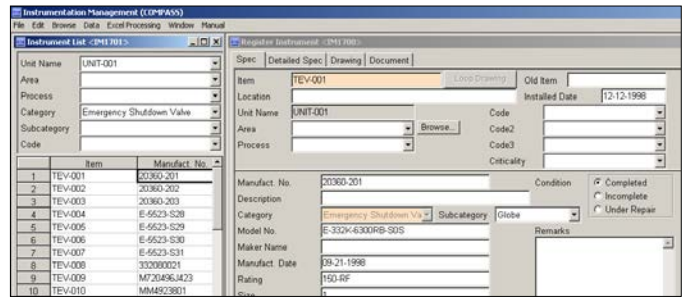 Instrumentation Management (COMPASS)
File Edit Browse Data Excel Processing Window Manual
Instrument List <IM1701>
Unit Name UNIT-001
Area
Process
Category Emergency Shutdown Valve
Subcategory
Code
Item Manufact. No.
1 TEV-001 20360-201
2 TEV-002 20360-202
3 TEV-003 20360-203
4 TEV-004 E-5523-S28
5 TEV-005 E-5523-S29
6 TEV-006 E-5523-S30
7 TEV-007 E-5523-S31
8 TEV-008 332080021
9 TEV-009 M720496J423
10 TEV-010 MM4923801
Register Instrument <IM1700>
Spec Detailed Spec Drawing Document
Item TEV-001 Loop Drawing Old Item
Location Installed Date 12-12-1998
Unit Name UNIT-001 Code
Area Browse... Code2
Process Code3
Criticality
Manufact. No. 20360-201 Condition Completed
Description Incomplete
Category Emergency Shutdown Va Subcategory Globe Under Repair
Model No. E-332K-6300RB-S0S Remarks
Maker Name
Manufact. Date 09-21-1998
Rating 150-RF
Size 1